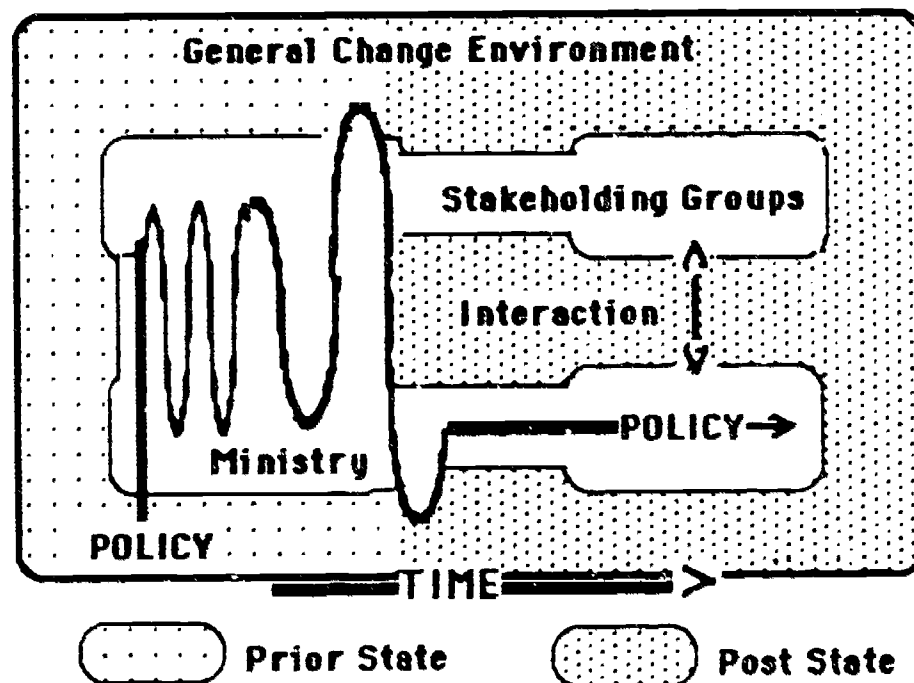 General Change Environment
Stakeholding Groups
Interaction
POLICY
Ministry
POLICY
TIME
Prior State
Post State